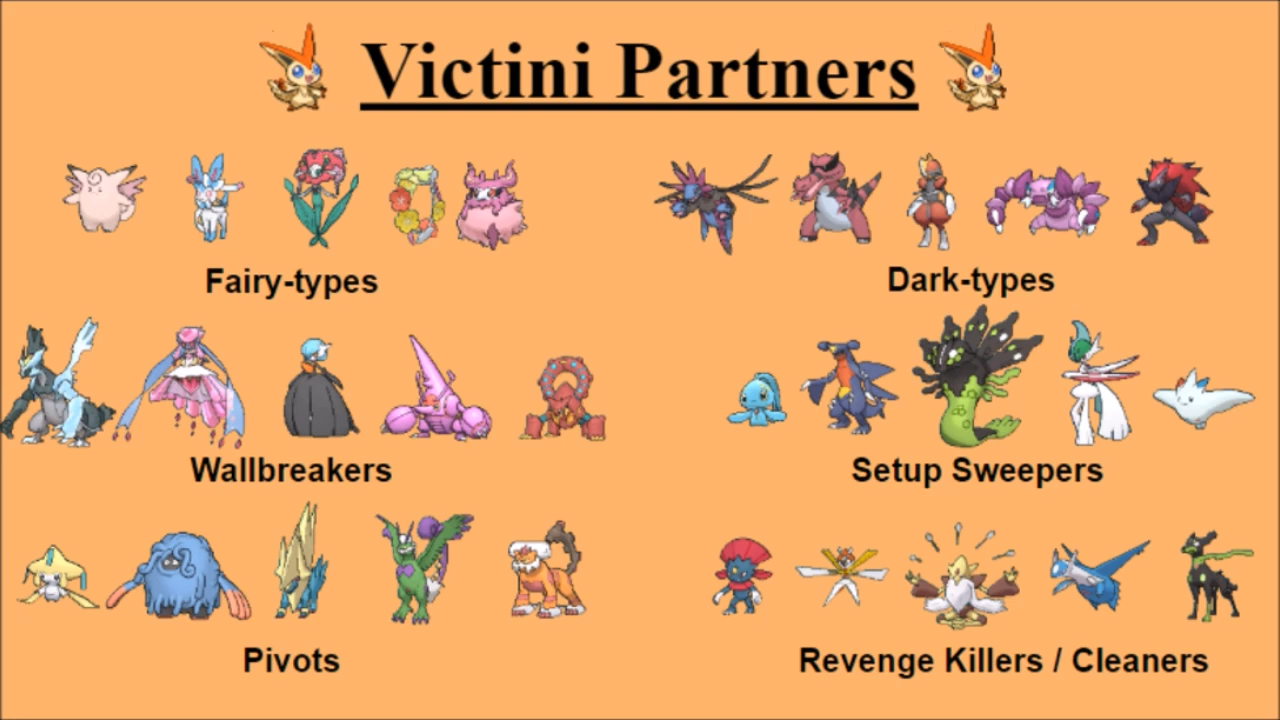 Victini Partners
Fairy-types
Dark-types
Wallbreakers
Setup Sweepers
Pivots
Revenge Killers / Cleaners